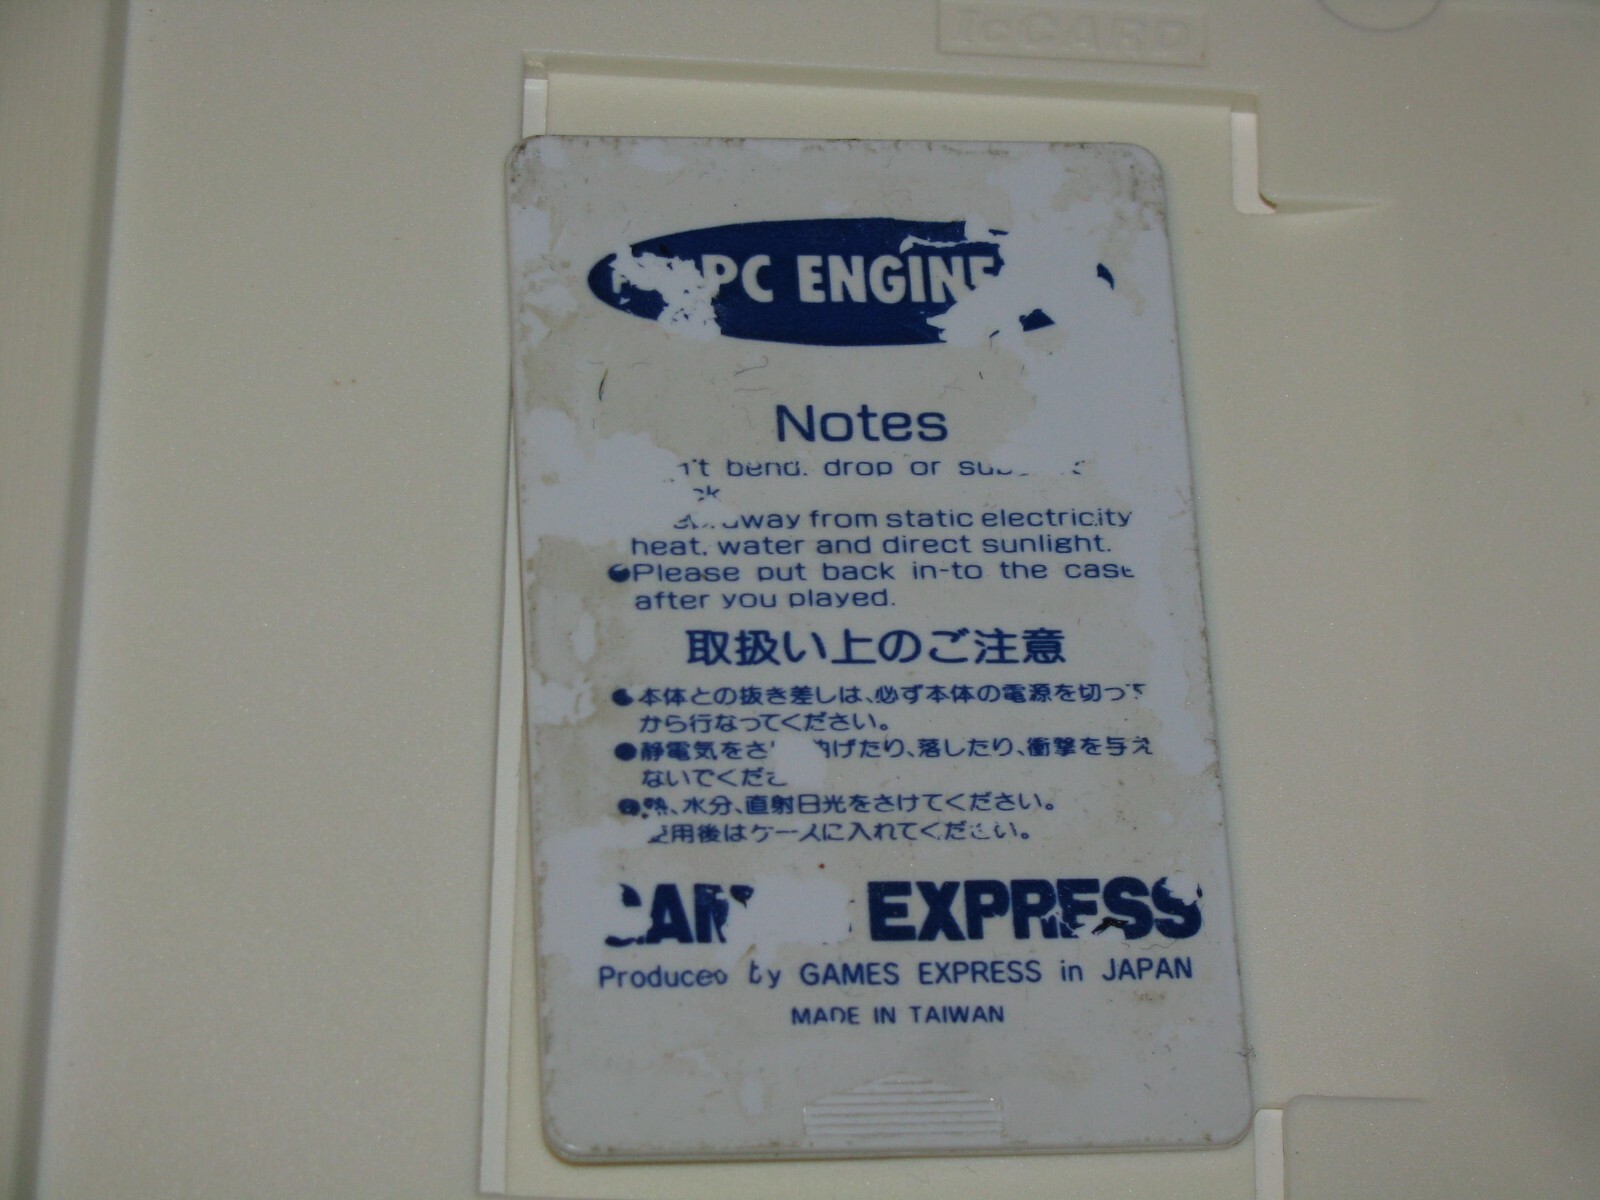 Ic CARD
PC ENGINE
Notes
bend. drop or
away from static electricity
heat. water and direct sunlight.
●Please put back in-to the case
after you played.
取扱い上のご注意
●本体との抜き差しは、必ず本体の電源を切って
から行なってください。
●静電気をさ げたり、落したり、衝撃を与え
ないでくださ
●熱、水分、直射日光をさけてください。
使用後はケースに入れてください。
EXPRESS
Produced by GAMES EXPRESS in JAPAN
MADE IN TAIWAN